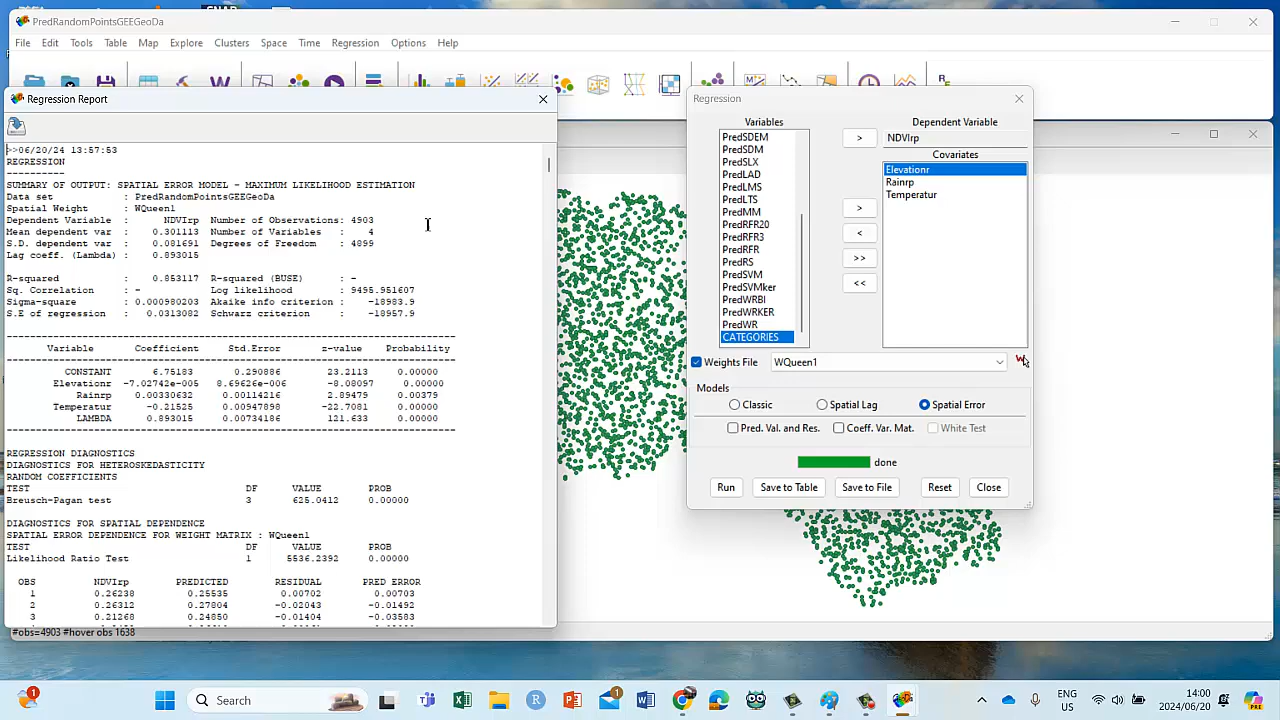 PredRandomPointsGEEGeoDa
File Edit Tools Table Map Explore Clusters Space Time Regression Options Help
Regression Report
>>06/20/24 13:57:53
REGRESSION
----------
SUMMARY OF OUTPUT: SPATIAL ERROR MODEL - MAXIMUM LIKELIHOOD ESTIMATION
Data set : PredRandomPointsGEEGeoDa
Spatial Weight : WQueen1
Dependent Variable : NDVIrp Number of Observations: 4903
Mean dependent var : 0.301113 Number of Variables : 4
S.D. dependent var : 0.081691 Degrees of Freedom : 4899
Lag coeff. (Lambda) : 0.893015
R-squared : 0.853117 R-squared (BUSE) : -
Sq. Correlation : - Log likelihood : 9495.951607
Sigma-square : 0.000980203 Akaike info criterion : -18983.9
S.E of regression : 0.0313082 Schwarz criterion : -18957.9
Variable Coefficient Std.Error z-value Probability
CONSTANT 6.75183 0.290886 23.2113 0.00000
Elevationr -7.02742e-005 8.69626e-006 -8.08097 0.00000
Rainrp 0.00330632 0.00114216 2.89479 0.00379
Temperatur -0.21525 0.00947898 -22.7081 0.00000
LAMBDA 0.893015 0.00734186 121.633 0.00000
REGRESSION DIAGNOSTICS
DIAGNOSTICS FOR HETEROSKEDASTICITY
RANDOM COEFFICIENTS
TEST DF VALUE PROB
Breusch-Pagan test 3 625.0412 0.00000
DIAGNOSTICS FOR SPATIAL DEPENDENCE
SPATIAL ERROR DEPENDENCE FOR WEIGHT MATRIX : WQueen1
TEST DF VALUE PROB
Likelihood Ratio Test 1 5536.2392 0.00000
OBS NDVIrp PREDICTED RESIDUAL PRED ERROR
1 0.26238 0.25535 0.00702 0.00703
2 0.26312 0.27804 -0.02043 -0.01492
3 0.21268 0.24850 -0.01404 -0.03583
#obs=4903 #hover obs 1638
Regression
Variables
PredSDEM
PredSDM
PredSLX
PredLAD
PredLMS
PredLTS
PredMM
PredRFR20
PredRFR3
PredRFR
PredRS
PredSVM
PredSVMker
PredWRBI
PredWRKER
PredWR
CATEGORIES
>
>
<
>>
<<
Dependent Variable
NDVIrp
Covariates
Elevationr
Rainrp
Temperatur
Weights File WQueen1
Models
Classic Spatial Lag Spatial Error
Pred. Val. and Res. Coeff. Var. Mat. White Test
done
Run Save to Table Save to File Reset Close
1 Search 1 ENG
US 14:00
2024/06/20